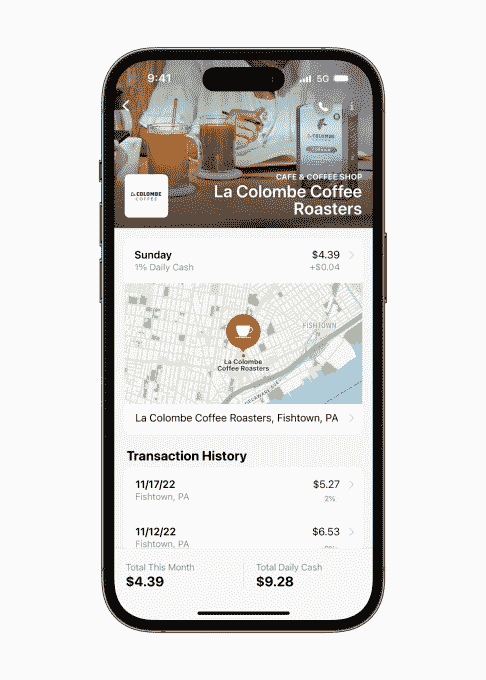 9:41
5G
La COLOMBE
COFFEE
La COLOMBE
CAFE & COFFEE SHOP
La Colombe Coffee
Roasters
Sunday
$4.39
1% Daily Cash
+$0.04
FISHTOWN
La Colombe
Coffee Roasters
La Colombe Coffee Roasters, Fishtown, PA
Transaction History
11/17/22
$5.27
Fishtown, PA
2%
11/12/22
$6.53
Fishtown, PA
Total This Month
Total Daily Cash
$4.39
$9.28